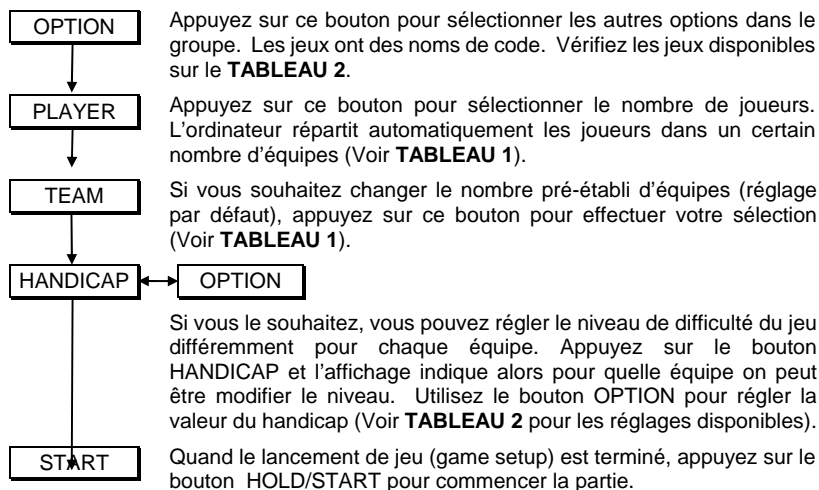 OPTION
Appuyez sur ce bouton pour sélectionner les autres options dans le
groupe. Les jeux ont des noms de code. Vérifiez les jeux disponibles
sur le TABLEAU 2.
PLAYER
Appuyez sur ce bouton pour sélectionner le nombre de joueurs.
L'ordinateur répartit automatiquement les joueurs dans un certain
nombre d'équipes (Voir TABLEAU 1).
TEAM
Si vous souhaitez changer le nombre pré-établi d'équipes (réglage
par défaut), appuyez sur ce bouton pour effectuer votre sélection
(Voir TABLEAU 1).
HANDICAP
OPTION
Si vous le souhaitez, vous pouvez régler le niveau de difficulté du jeu
différemment pour chaque équipe. Appuyez sur le bouton
HANDICAP et l'affichage indique alors pour quelle équipe on peut
être modifier le niveau. Utilisez le bouton OPTION pour régler la
valeur du handicap (Voir TABLEAU 2 pour les réglages disponibles).
START
Quand le lancement de jeu (game setup) est terminé, appuyez sur le
bouton HOLD/START pour commencer la partie.